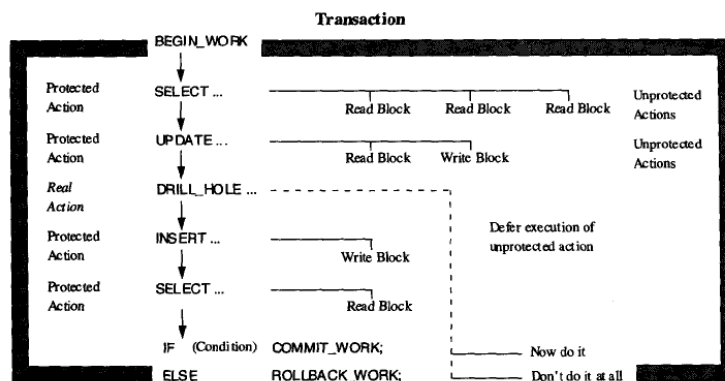 Transaction
BEGIN_WORK
Protected Action SELECT ... Read Block Read Block Read Block Unprotected Actions
Protected Action UPDATE ... Read Block Write Block Unprotected Actions
Real Action DRILL_HOLE ... Defer execution of unprotected action
Protected Action INSERT ... Write Block
Protected Action SELECT ... Read Block
IF (Condition) COMMIT_WORK; Now do it
ELSE ROLLBACK_WORK; Don't do it at all